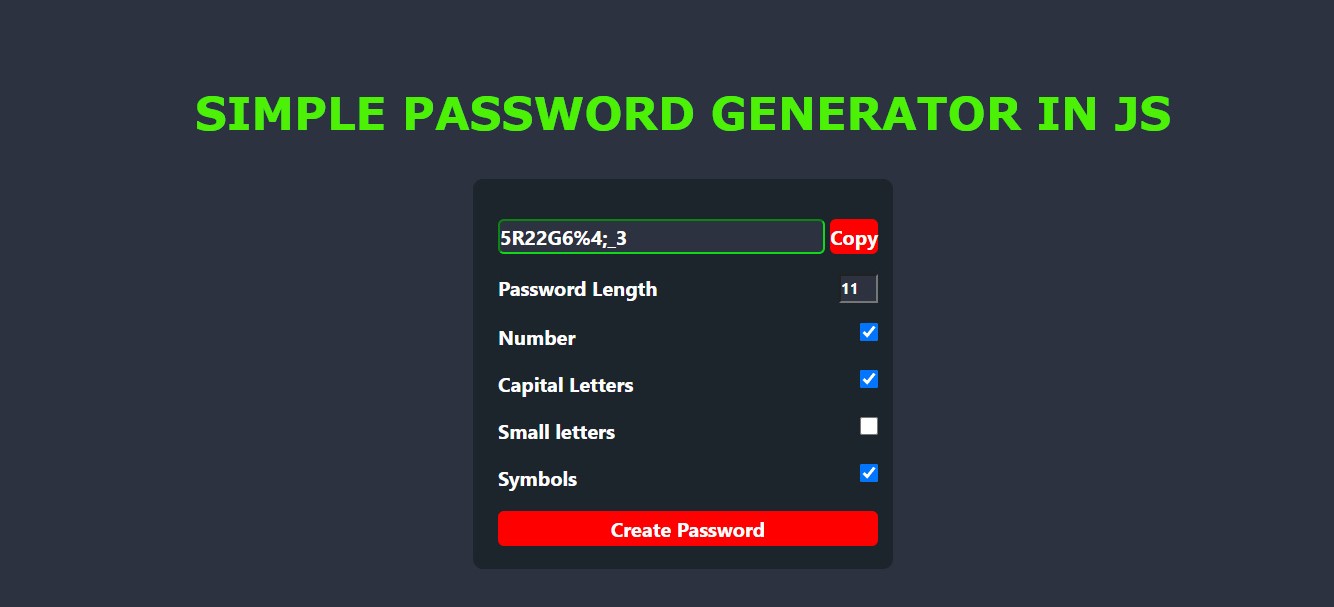 SIMPLE PASSWORD GENERATOR IN JS
5R22G6%4;_3 Copy
Password Length 11
Number
Capital Letters
Small letters
Symbols
Create Password